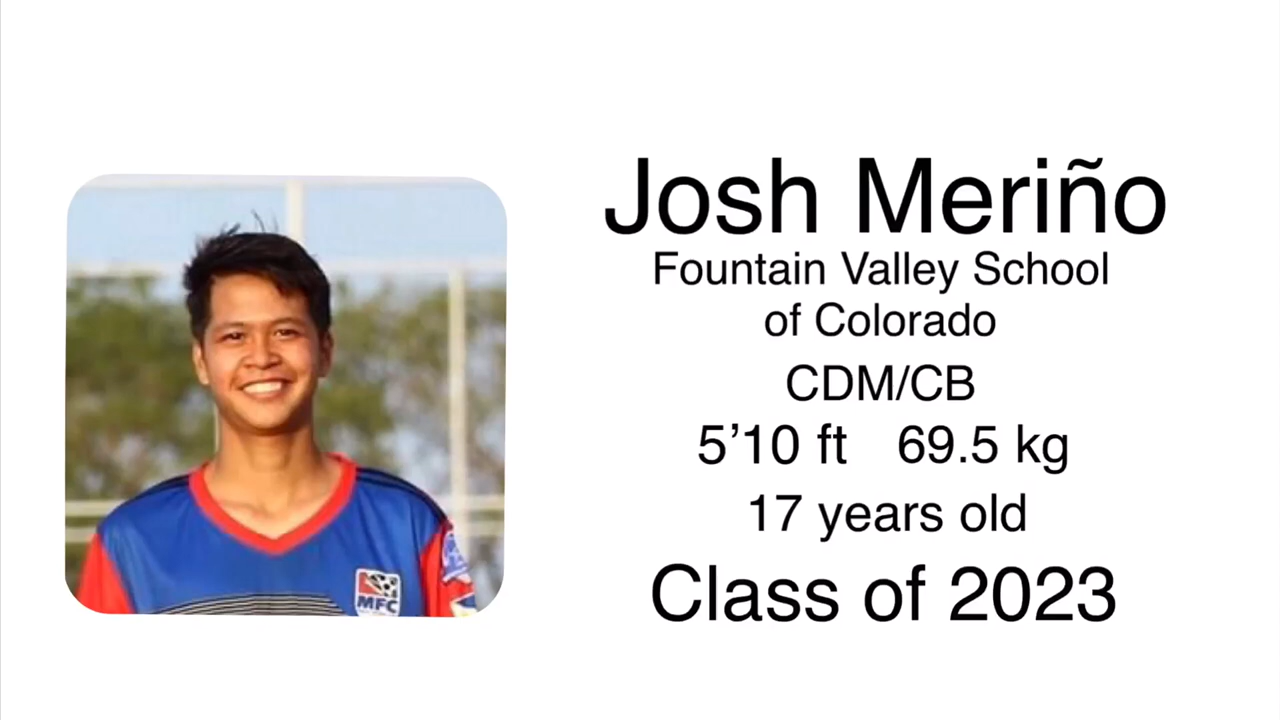 Josh Meriño
Fountain Valley School
of Colorado
CDM/CB
5’10 ft 69.5 kg
17 years old
Class of 2023
MFC